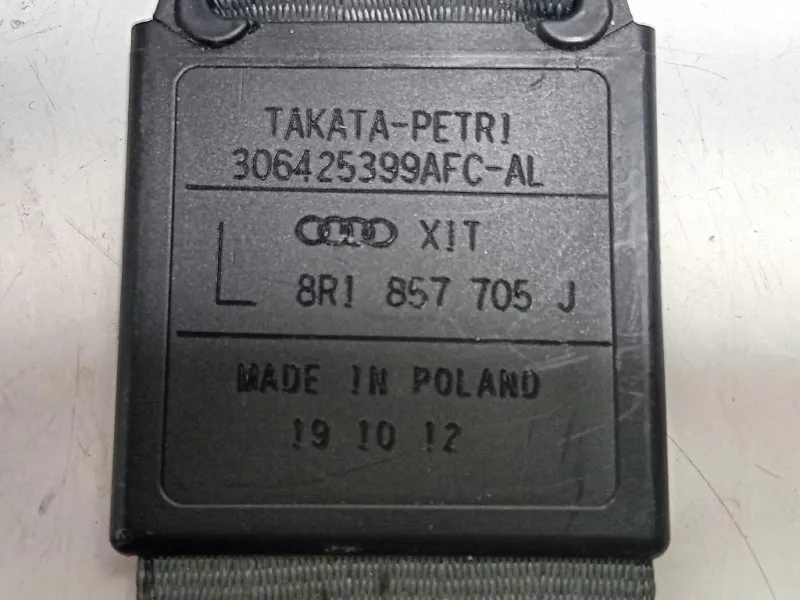 TAKATA-PETRI
306425399AFC-AL
L XIT
8R1 857 705 J
MADE IN POLAND
19 10 12